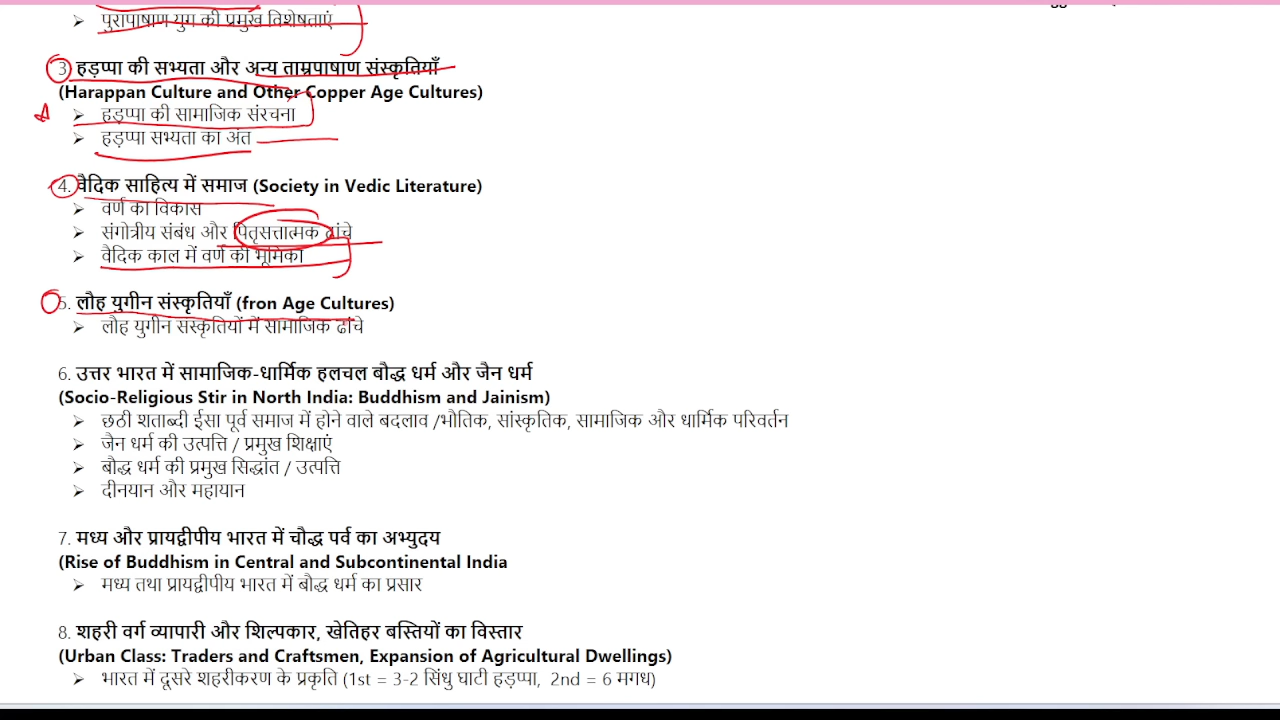 ➢ पुरापाषाण युग की प्रमुख विशेषताएं
3. हड़प्पा की सभ्यता और अन्य ताम्रपाषाण संस्कृतियाँ
(Harappan Culture and Other Copper Age Cultures)
➢ हड़प्पा की सामाजिक संरचना
➢ हड़प्पा सभ्यता का अंत
4. वैदिक साहित्य में समाज (Society in Vedic Literature)
➢ वर्ण का विकास
➢ संगोत्रीय संबंध और पितृसत्तात्मक ढांचे
➢ वैदिक काल में वर्ण की भूमिका
5. लौह युगीन संस्कृतियाँ (fron Age Cultures)
➢ लौह युगीन संस्कृतियों में सामाजिक ढांचे
6. उत्तर भारत में सामाजिक-धार्मिक हलचल बौद्ध धर्म और जैन धर्म
(Socio-Religious Stir in North India: Buddhism and Jainism)
➢ छठी शताब्दी ईसा पूर्व समाज में होने वाले बदलाव /भौतिक, सांस्कृतिक, सामाजिक और धार्मिक परिवर्तन
➢ जैन धर्म की उत्पत्ति / प्रमुख शिक्षाएं
➢ बौद्ध धर्म की प्रमुख सिद्धांत / उत्पत्ति
➢ दीनयान और महायान
7. मध्य और प्रायद्वीपीय भारत में चौद्ध पर्व का अभ्युदय
(Rise of Buddhism in Central and Subcontinental India
➢ मध्य तथा प्रायद्वीपीय भारत में बौद्ध धर्म का प्रसार
8. शहरी वर्ग व्यापारी और शिल्पकार, खेतिहर बस्तियों का विस्तार
(Urban Class: Traders and Craftsmen, Expansion of Agricultural Dwellings)
➢ भारत में दूसरे शहरीकरण के प्रकृति (1st = 3-2 सिंधु घाटी हड़प्पा, 2nd = 6 मगध)